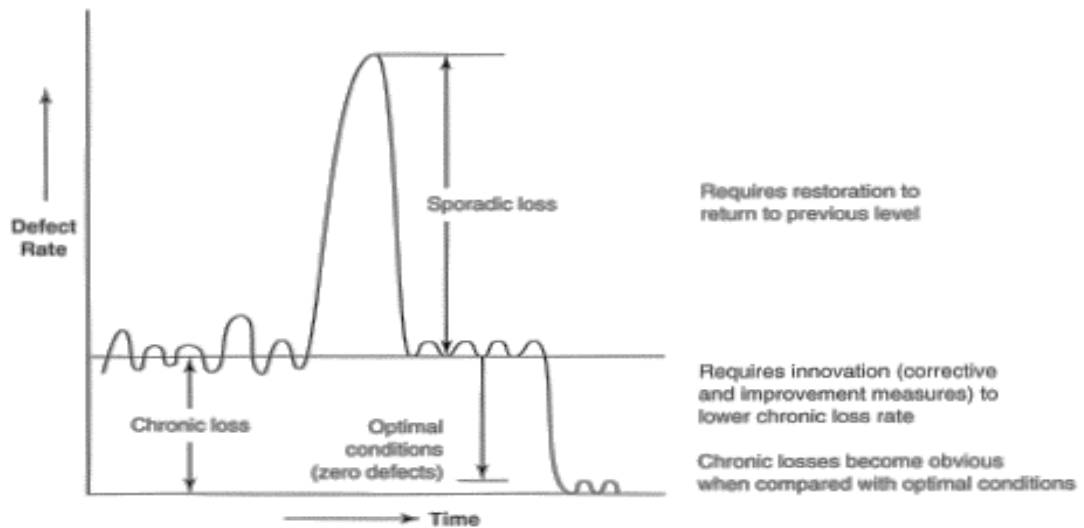 Defect
Rate
Sporadic loss
Requires restoration to
return to previous level
Chronic loss
Optimal
conditions
(zero defects)
Requires innovation (corrective
and improvement measures) to
lower chronic loss rate
Chronic losses become obvious
when compared with optimal conditions
Time